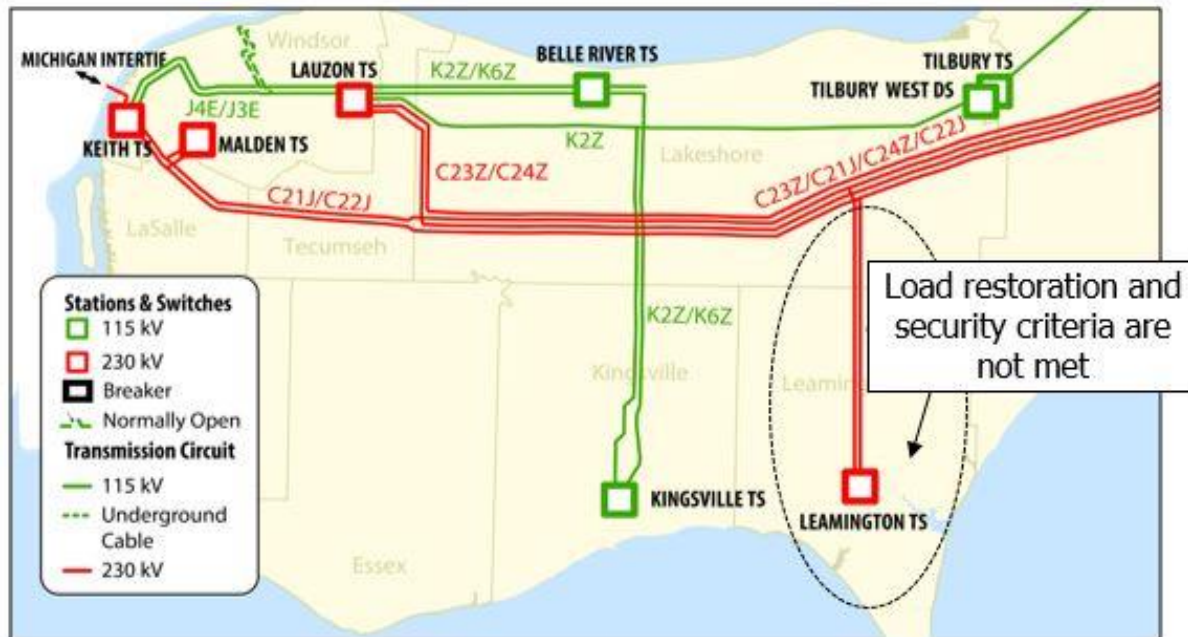 MICHIGAN INTERTIE
Windsor
LAUZON TS
K2Z/K6Z
BELLE RIVER TS
TILBURY TS
TILBURY WEST DS
J4E/J3E
KEITH TS
MALDEN TS
K2Z
Lakeshore
C23Z/C24Z
C23Z/C21J/C24Z/C22J
C21J/C22J
LaSalle
Tecumseh
Stations & Switches
115 kV
230 kV
Breaker
Normally Open
Transmission Circuit
115 kV
Underground
Cable
230 kV
K2Z/K6Z
Kingsville
Leamin
Load restoration and
security criteria are
not met
KINGSVILLE TS
LEAMINGTON TS
Essex